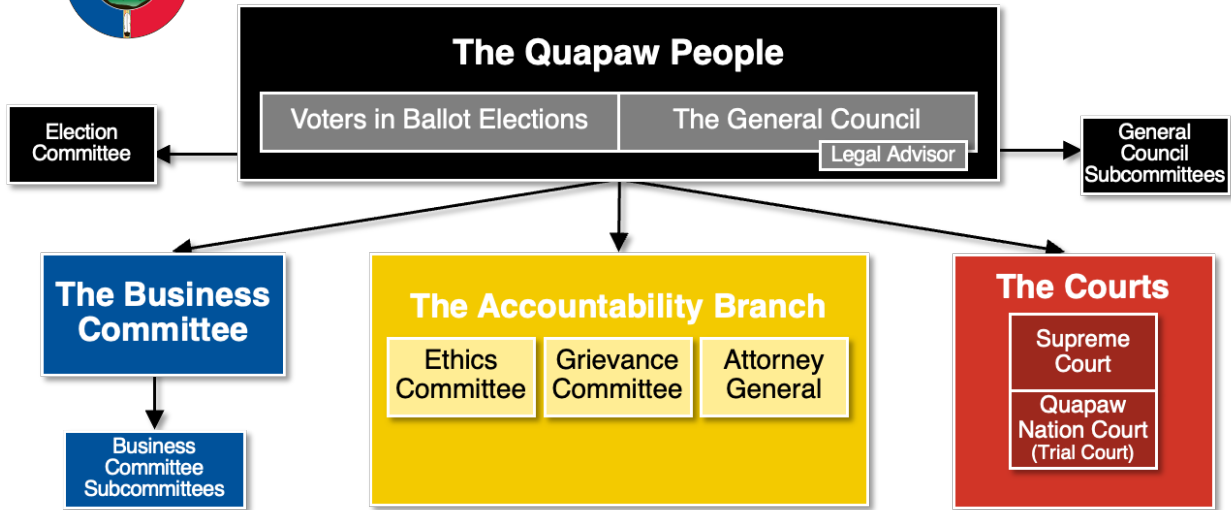 The Quapaw People
Voters in Ballot Elections
The General Council
Legal Advisor
Election
Committee
General
Council
Subcommittees
The Business
Committee
Business
Committee
Subcommittees
The Accountability Branch
Ethics
Committee
Grievance
Committee
Attorney
General
The Courts
Supreme
Court
Quapaw
Nation Court
(Trial Court)